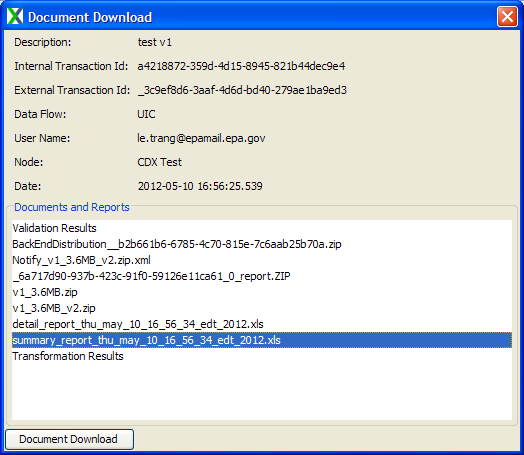 Document Download
Description: test v1
Internal Transaction Id: a4218872-359d-4d15-8945-821b44dec9e4
External Transaction Id: _3c9ef8d6-3aaf-4d6d-bd40-279ae1ba9ed3
Data Flow: UIC
User Name: le.trang@epamail.epa.gov
Node: CDX Test
Date: 2012-05-10 16:56:25.539
Documents and Reports
Validation Results
BackEndDistribution__b2b661b6-6785-4c70-815e-7c6aab25b70a.zip
Notify_v1_3.6MB_v2.zip.xml
_6a717d90-937b-423c-91f0-59126e11ca61_0_report.ZIP
v1_3.6MB.zip
v1_3.6MB_v2.zip
detail_report_thu_may_10_16_56_34_edt_2012.xls
summary_report_thu_may_10_16_56_34_edt_2012.xls
Transformation Results
Document Download